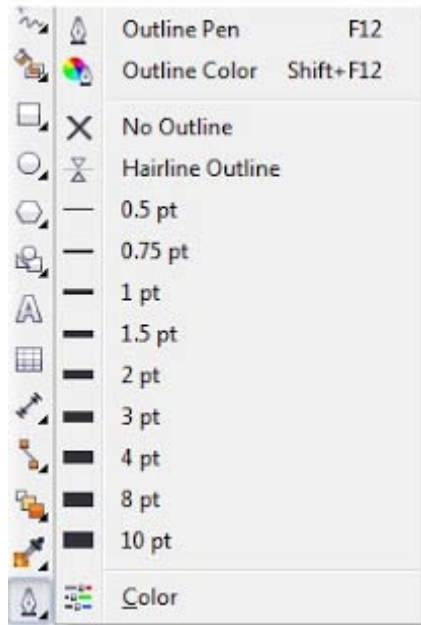 Outline Pen F12
Outline Color Shift+F12
No Outline
Hairline Outline
0.5 pt
0.75 pt
1 pt
1.5 pt
2 pt
3 pt
4 pt
8 pt
10 pt
Color